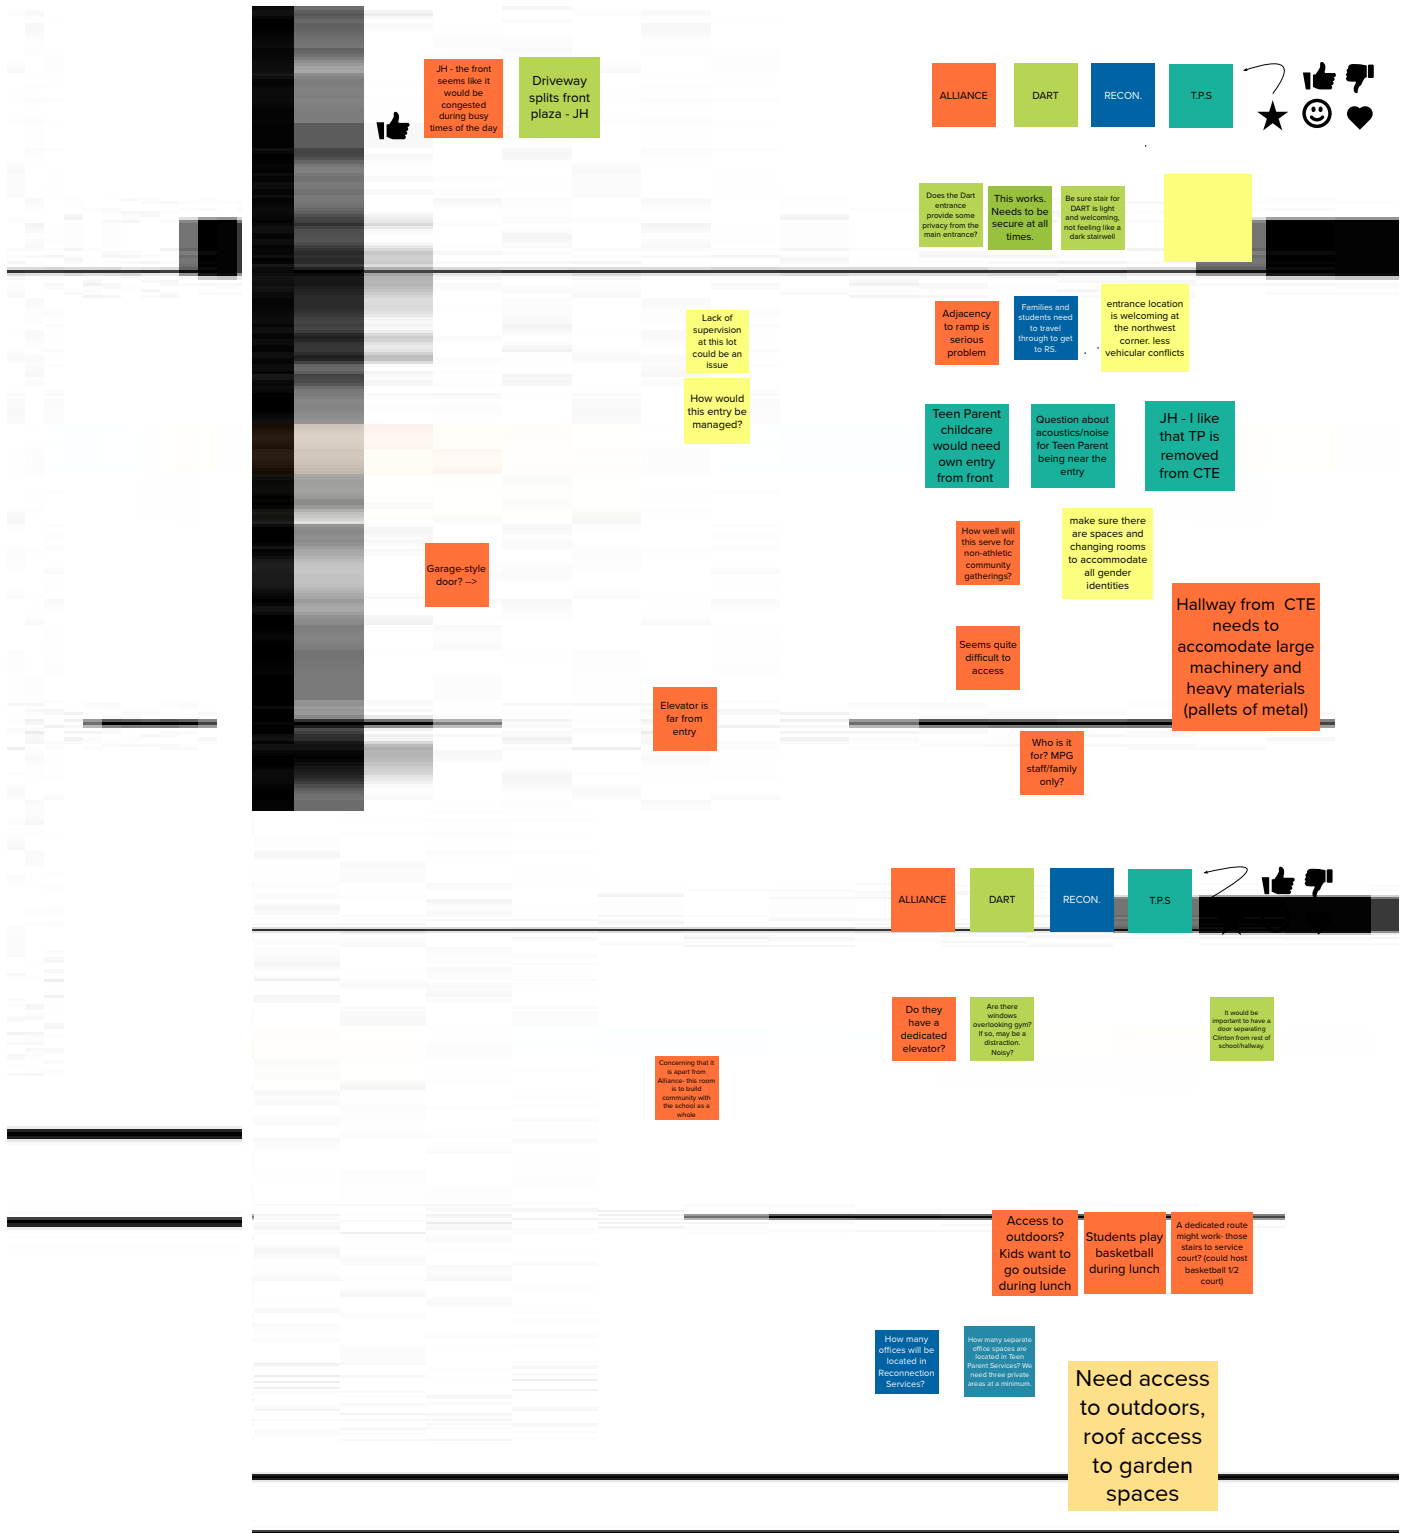 JH - the front
seems like it
would be
congested
during busy
times of the day
Driveway
splits front
plaza - JH
ALLIANCE
DART
RECON.
T.P.S
Does the Dart
entrance
provide some
privacy from the
main entrance?
This works.
Needs to be
secure at all
times.
Be sure stair for
DART is light
and welcoming,
not feeling like a
dark stairwell
Lack of
supervision
at this lot
could be an
issue
Adjacency
to ramp is
serious
problem
Families and
students need
to travel
through to get
to RS.
entrance location
is welcoming at
the northwest
corner. less
vehicular conflicts
How would
this entry be
managed?
Teen Parent
childcare
would need
own entry
from front
Question about
acoustics/noise
for Teen Parent
being near the
entry
JH - I like
that TP is
removed
from CTE
How well will
this serve for
non-athletic
community
gatherings?
make sure there
are spaces and
changing rooms
to accommodate
all gender
identities
Garage-style
door? -->
Hallway from CTE
needs to
accomodate large
machinery and
heavy materials
(pallets of metal)
Seems quite
difficult to
access
Elevator is
far from
entry
Who is it
for? MPG
staff/family
only?
ALLIANCE
DART
RECON.
T.P.S
Do they
have a
dedicated
elevator?
Are there
windows
overlooking gym?
If so, may be a
distraction.
Noisy?
It would be
important to have a
door separating
Clinton from rest of
school/hallway.
Concerning that it
is apart from
Alliance- this room
is to build
community with
the school as a
whole
Access to
outdoors?
Kids want to
go outside
during lunch
Students play
basketball
during lunch
A dedicated route
might work- those
stairs to service
court? (could host
basketball 1/2
court)
How many
offices will be
located in
Reconnection
Services?
How many separate
office spaces are
located in Teen
Parent Services? We
need three private
areas at a minimum.
Need access
to outdoors,
roof access
to garden
spaces